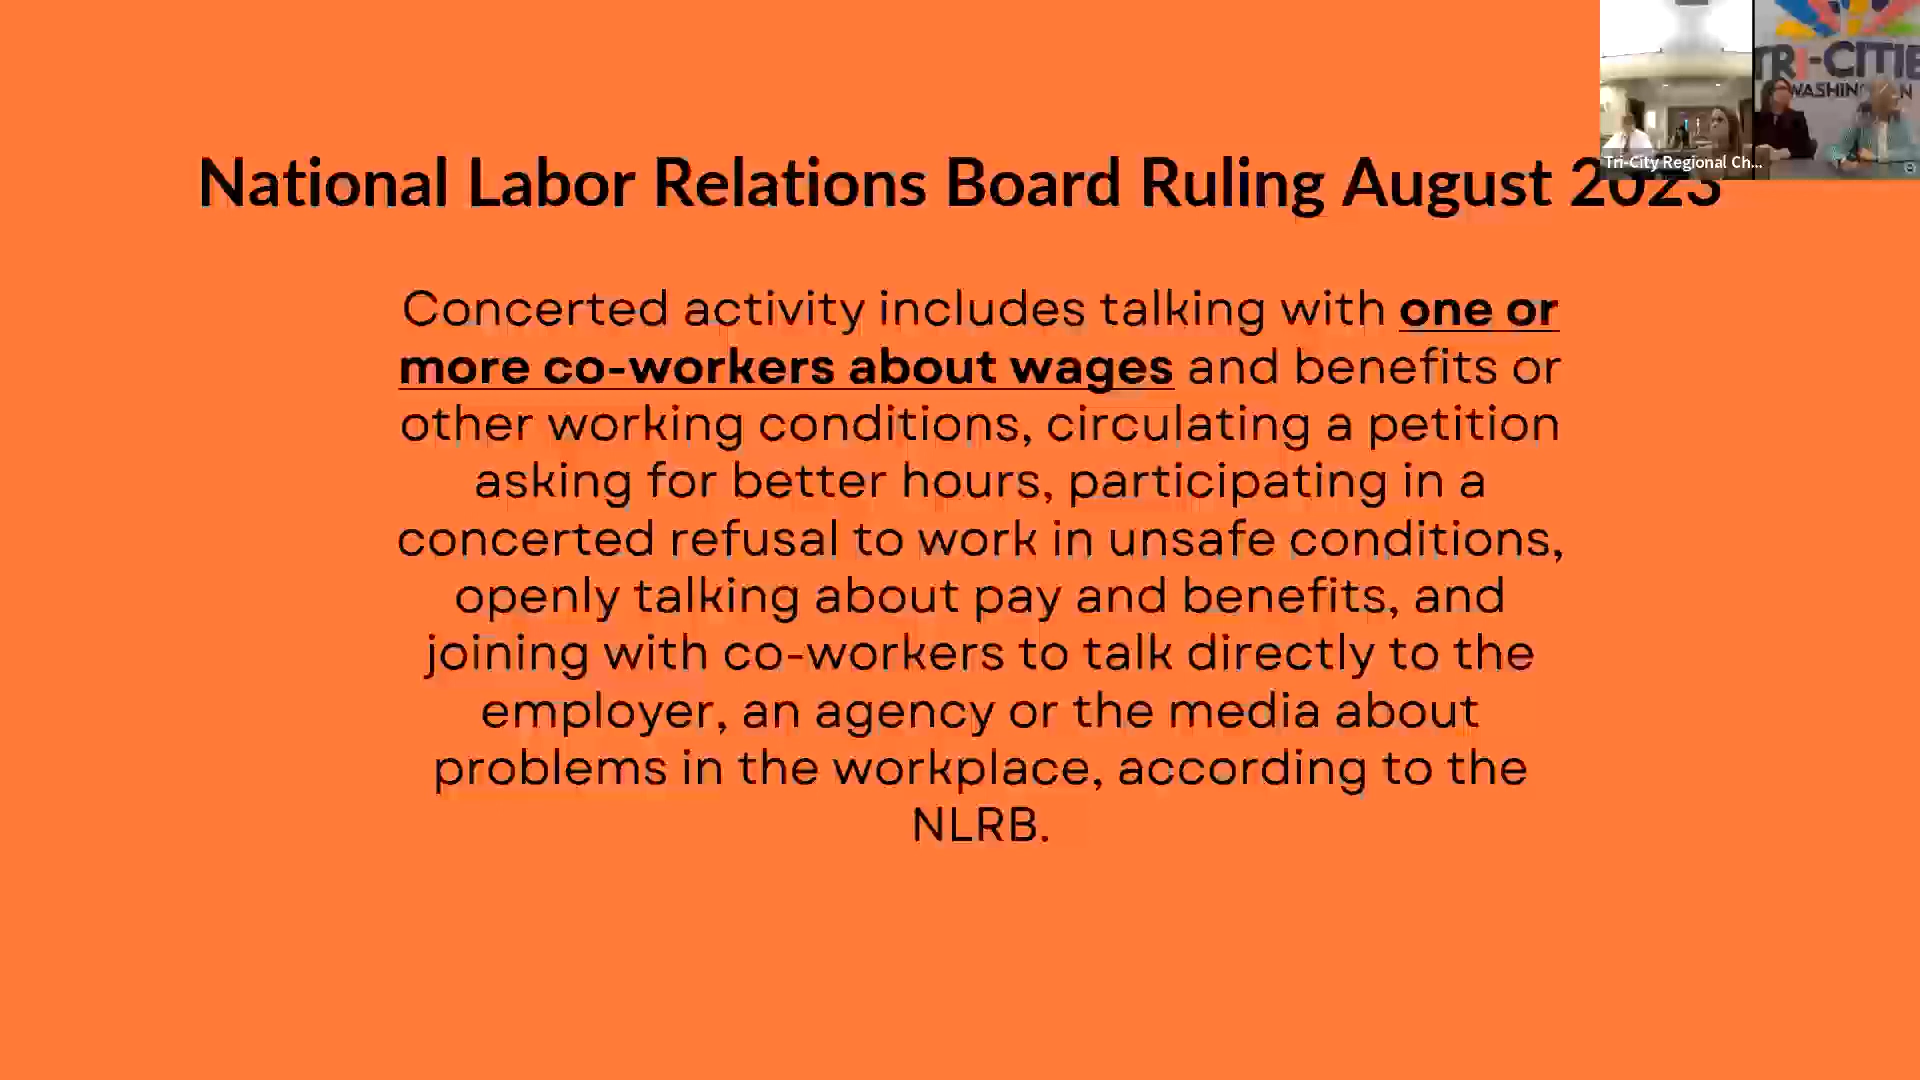 National Labor Relations Board Ruling August 2023
Concerted activity includes talking with one or
more co-workers about wages and benefits or
other working conditions, circulating a petition
asking for better hours, participating in a
concerted refusal to work in unsafe conditions,
openly talking about pay and benefits, and
joining with co-workers to talk directly to the
employer, an agency or the media about
problems in the workplace, according to the
NLRB.
Tri-City Regional Ch...
TRI-CITIE
WASHIN